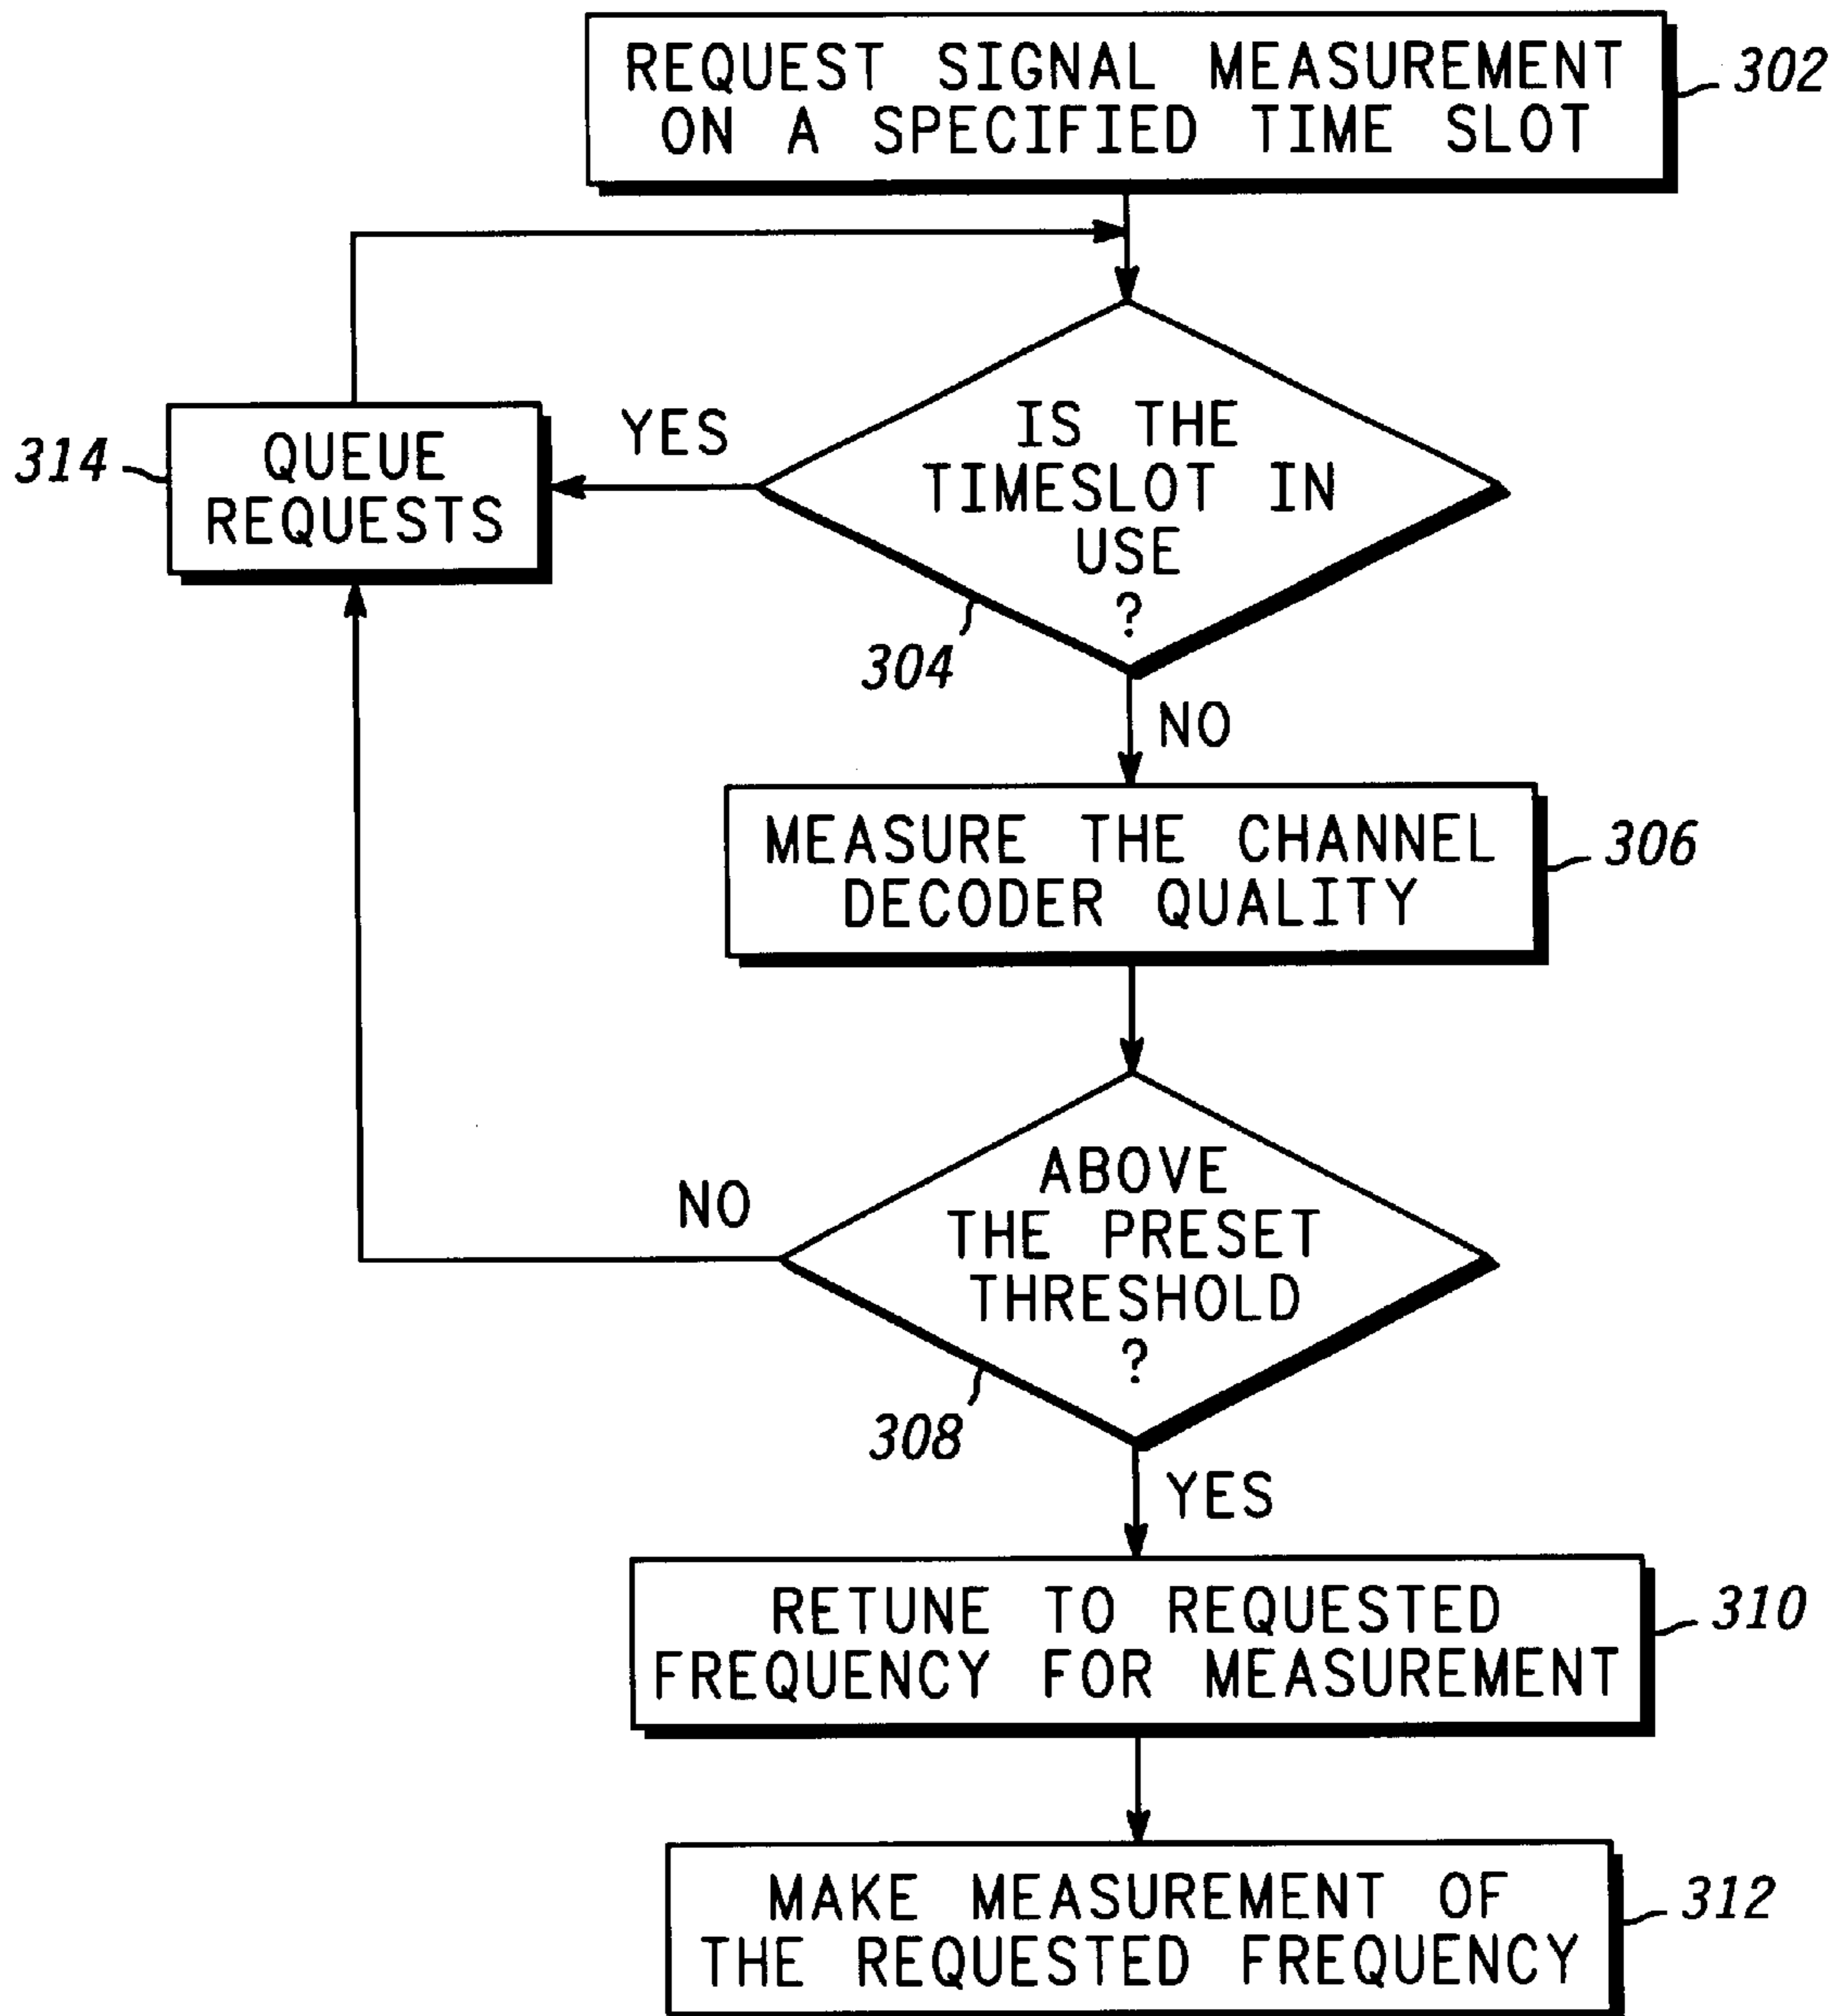 REQUEST SIGNAL MEASUREMENT
ON A SPECIFIED TIME SLOT
302
IS THE
TIMESLOT IN
USE
?
304
YES
QUEUE
REQUESTS
314
NO
MEASURE THE CHANNEL
DECODER QUALITY
306
ABOVE
THE PRESET
THRESHOLD
?
308
NO
YES
RETUNE TO REQUESTED
FREQUENCY FOR MEASUREMENT
310
MAKE MEASUREMENT OF
THE REQUESTED FREQUENCY
312